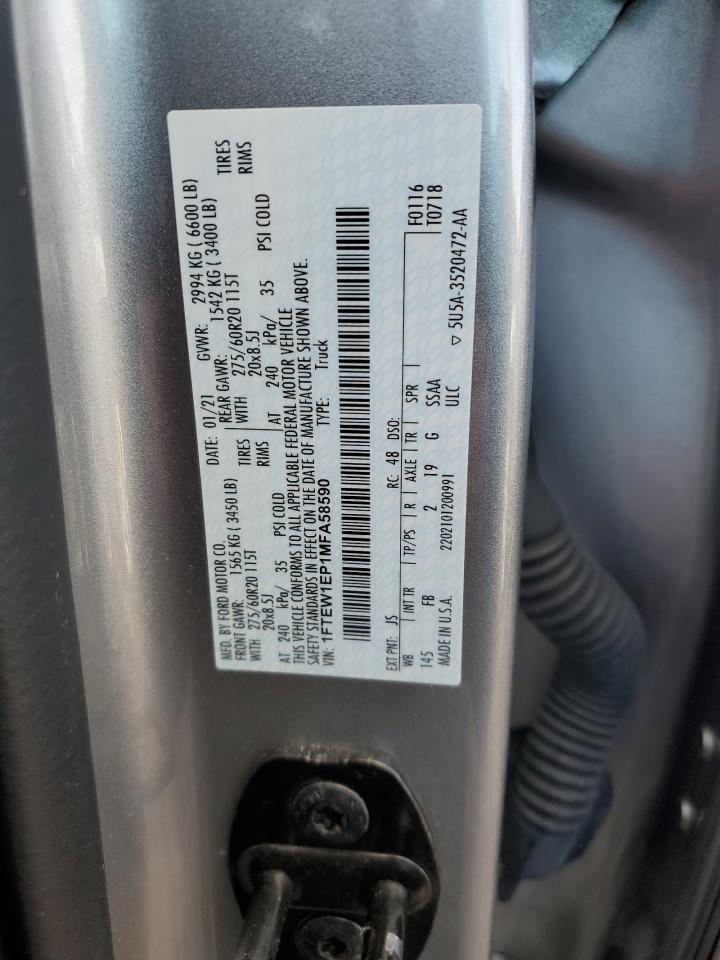 MFD. BY FORD MOTOR CO. DATE: 01/21 GVWR: 2994 KG ( 6600 LB)
FRONT GAWR: 1565 KG ( 3450 LB) REAR GAWR: 1542 KG ( 3400 LB)
WITH 275/60R20 115T TIRES WITH 275/60R20 115T TIRES
20x8.5J RIMS 20x8.5J RIMS
AT 240 kPa/ 35 PSI COLD AT 240 kPa/ 35 PSI COLD
THIS VEHICLE CONFORMS TO ALL APPLICABLE FEDERAL MOTOR VEHICLE
SAFETY STANDARDS IN EFFECT ON THE DATE OF MANUFACTURE SHOWN ABOVE.
VIN: 1FTEW1EP1MFA58590 TYPE: Truck
EXT PNT: JS RC: 48 DSO: F0116
WB INT TR TP/PS R AXLE TR SPR T0718
145 FB 2 19 G SSAA
MADE IN U.S.A. 2202101200991 ULC ▽ 5U5A-3520472-AA